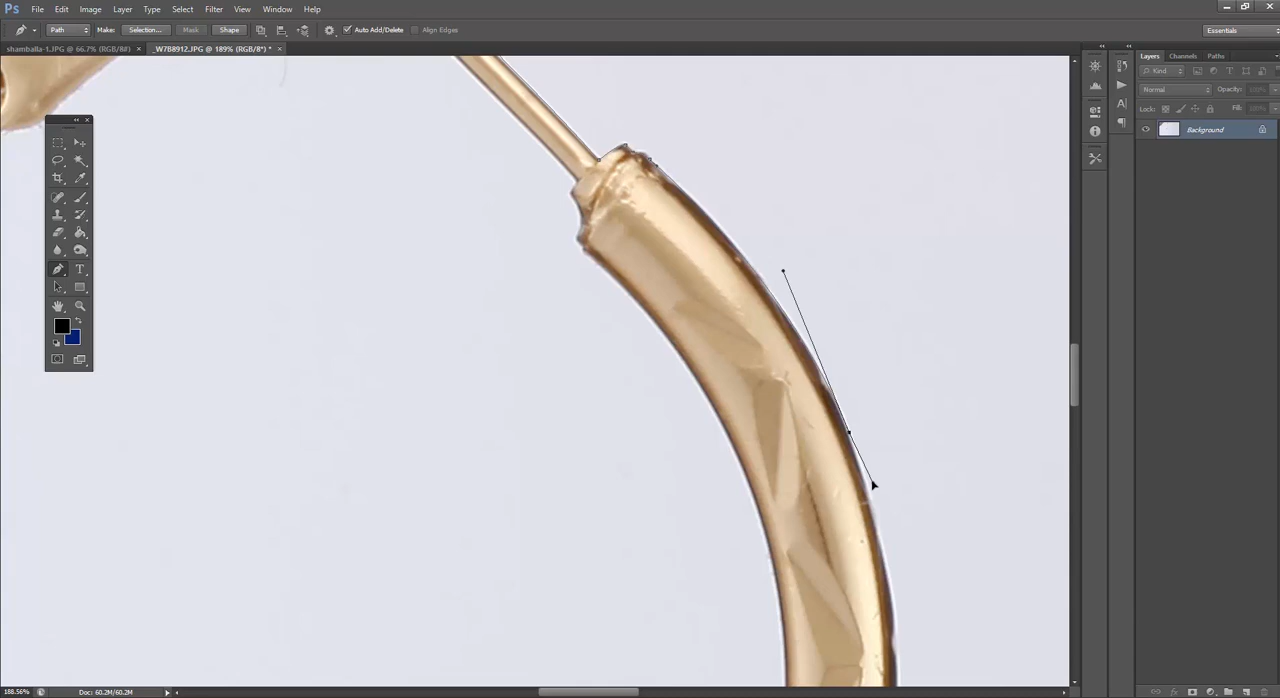 Ps File Edit Image Layer Type Select Filter View Window Help
Path Make: Selection... Mask Shape Auto Add/Delete Align Edges Essentials
shamballa-1.JPG @ 66.7% (RGB/8#) × _W7B8912.JPG @ 189% (RGB/8*) * ×
Layers Channels Paths
Kind
Normal Opacity: 100%
Lock: Fill: 100%
Background
T
A
188.56% Doc: 60.2M/60.2M